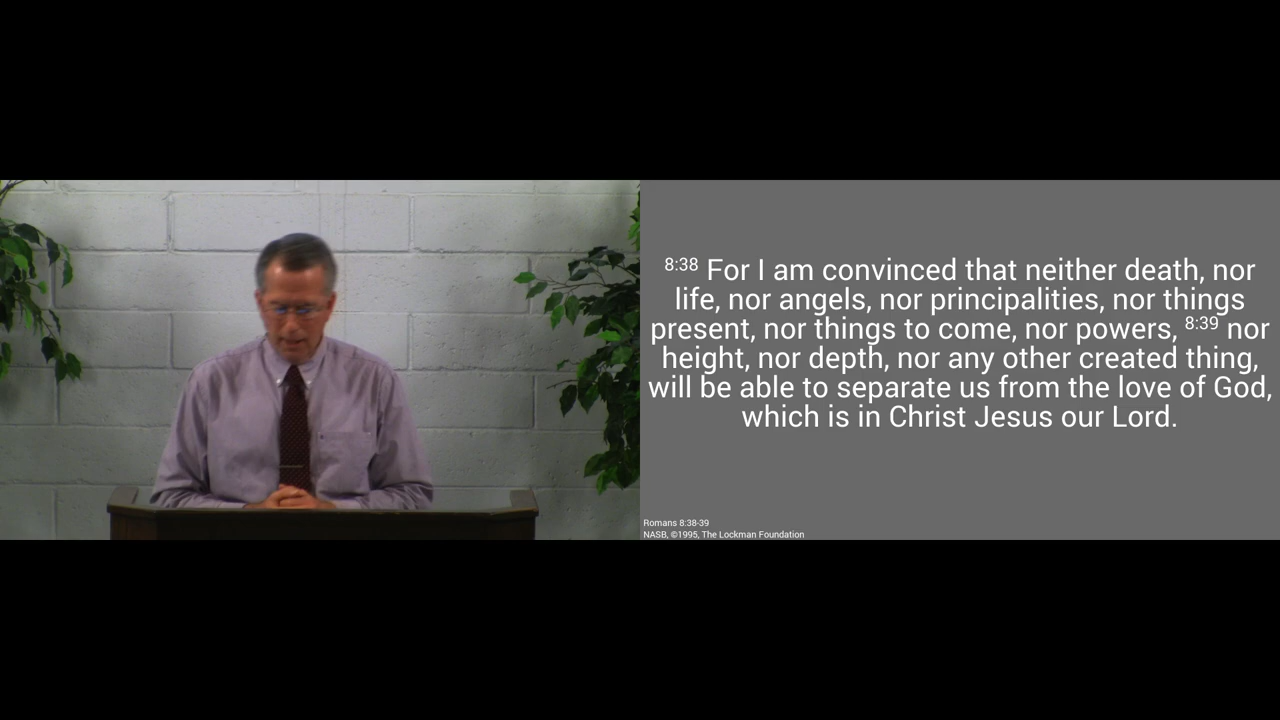 8:38 For I am convinced that neither death, nor
life, nor angels, nor principalities, nor things
present, nor things to come, nor powers, 8:39 nor
height, nor depth, nor any other created thing,
will be able to separate us from the love of God,
which is in Christ Jesus our Lord.
Romans 8:38-39
NASB, ©1995, The Lockman Foundation